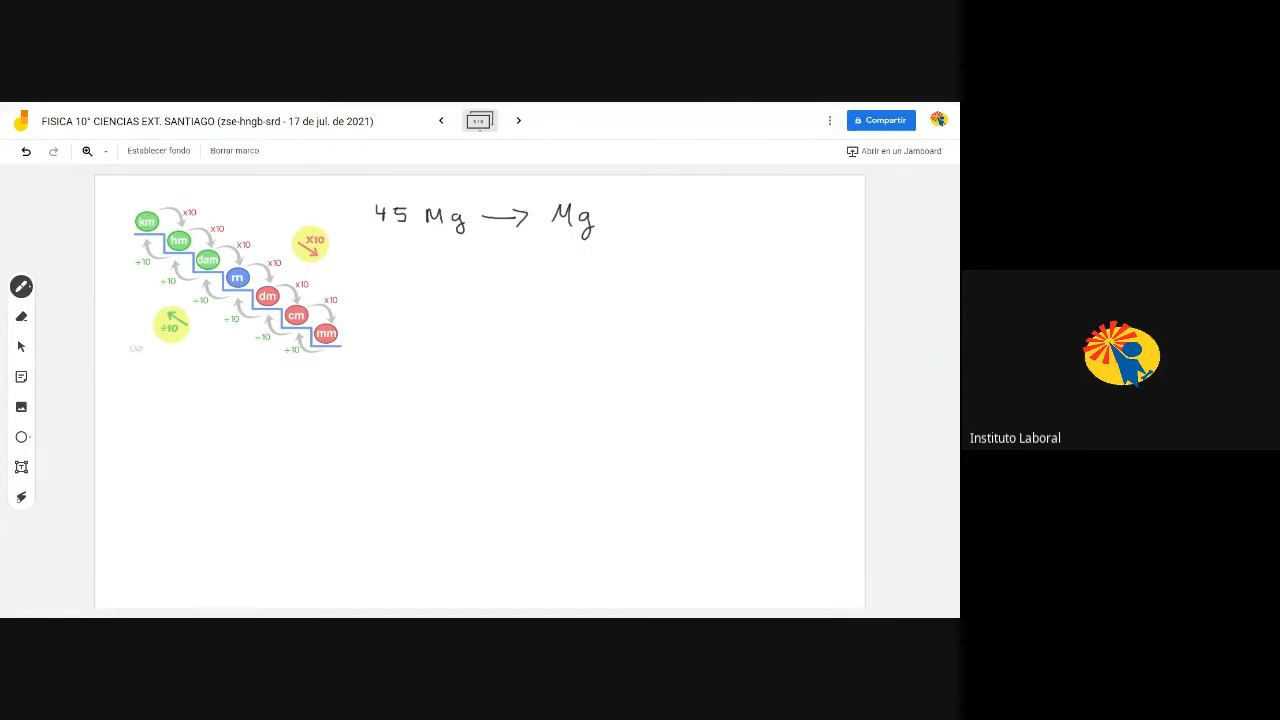 FISICA 10° CIENCIAS EXT. SANTIAGO (zse-hngb-srd - 17 de jul. de 2021)
Compartir
Establecer fondo
Borrar marco
Abrir en un Jamboard
km
x10
hm
x10
dam
x10
m
x10
dm
x10
cm
x10
mm
÷10
÷10
÷10
÷10
÷10
÷10
x10
÷10
45 Mg → Mg
Instituto Laboral